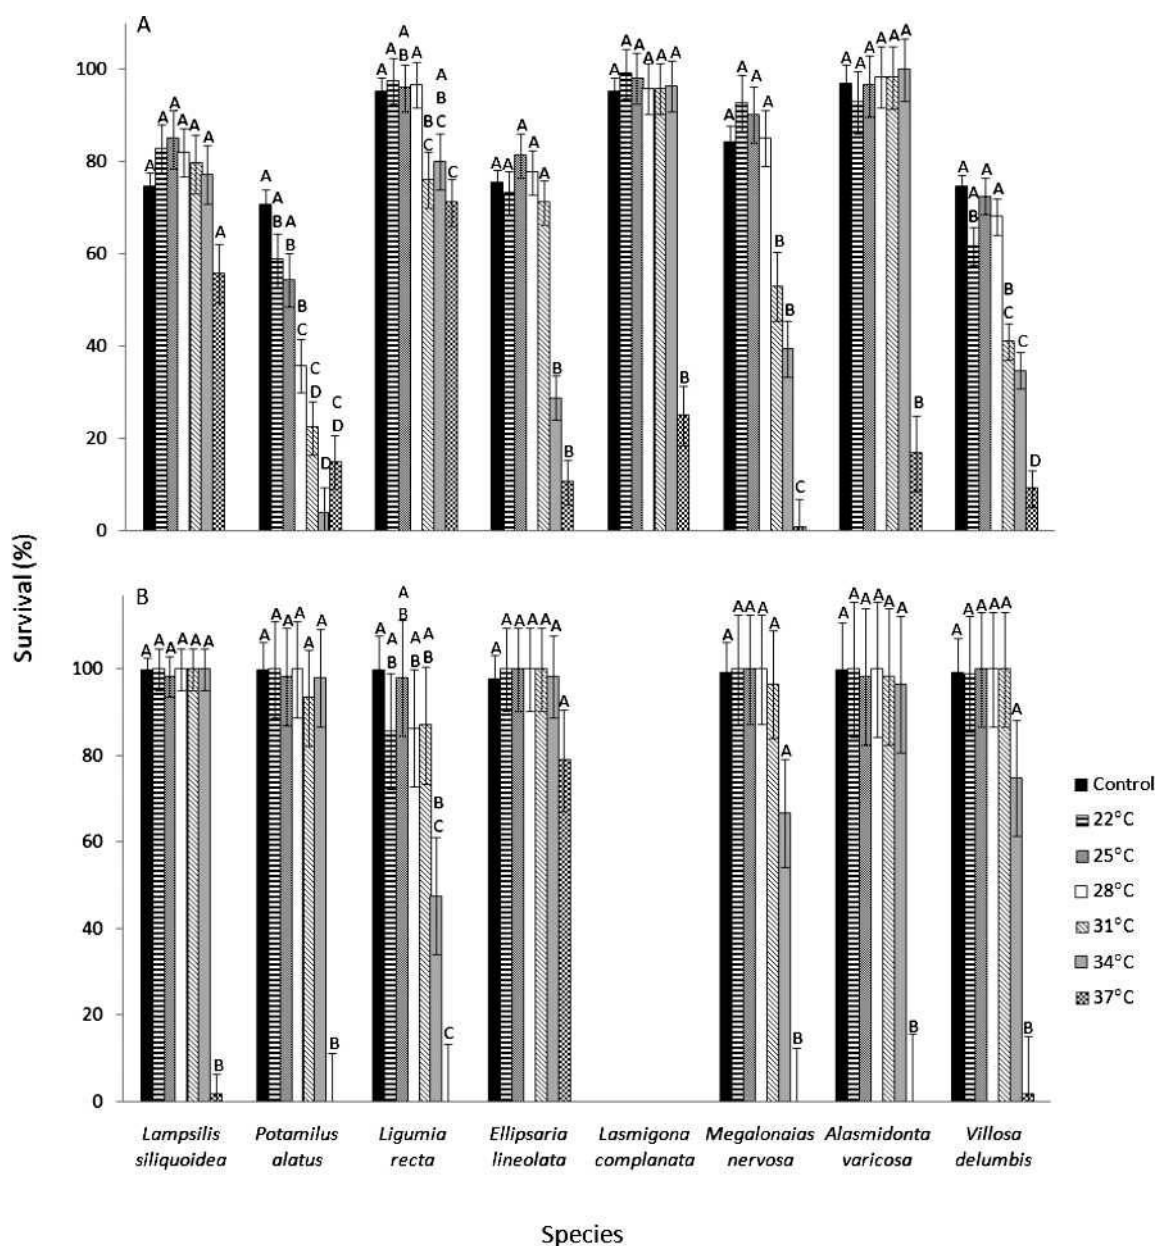 A
100
80
60
40
20
0
A A A A A A A
A A B A B B C C D D C D
A A A B A B C A B C C
A A A A A B B
A A A A A A B
A A A A B B C
A A A A A A B
A A B A A B C C D
Survival (%)
B
100
80
60
40
20
0
A A A A A A B
A A A A A A B
A A B A B A B A B B C C
A A A A A A A
A A A A A A B
A A A A A A B
A A A A A A B
Control
22°C
25°C
28°C
31°C
34°C
37°C
Lampsilis Potamilus Ligumia Ellipsaria Lasmigona Megalonaias Alasmidonta Villosa
siliquoidea alatus recta lineolata complanata nervosa varicosa delumbis
Species